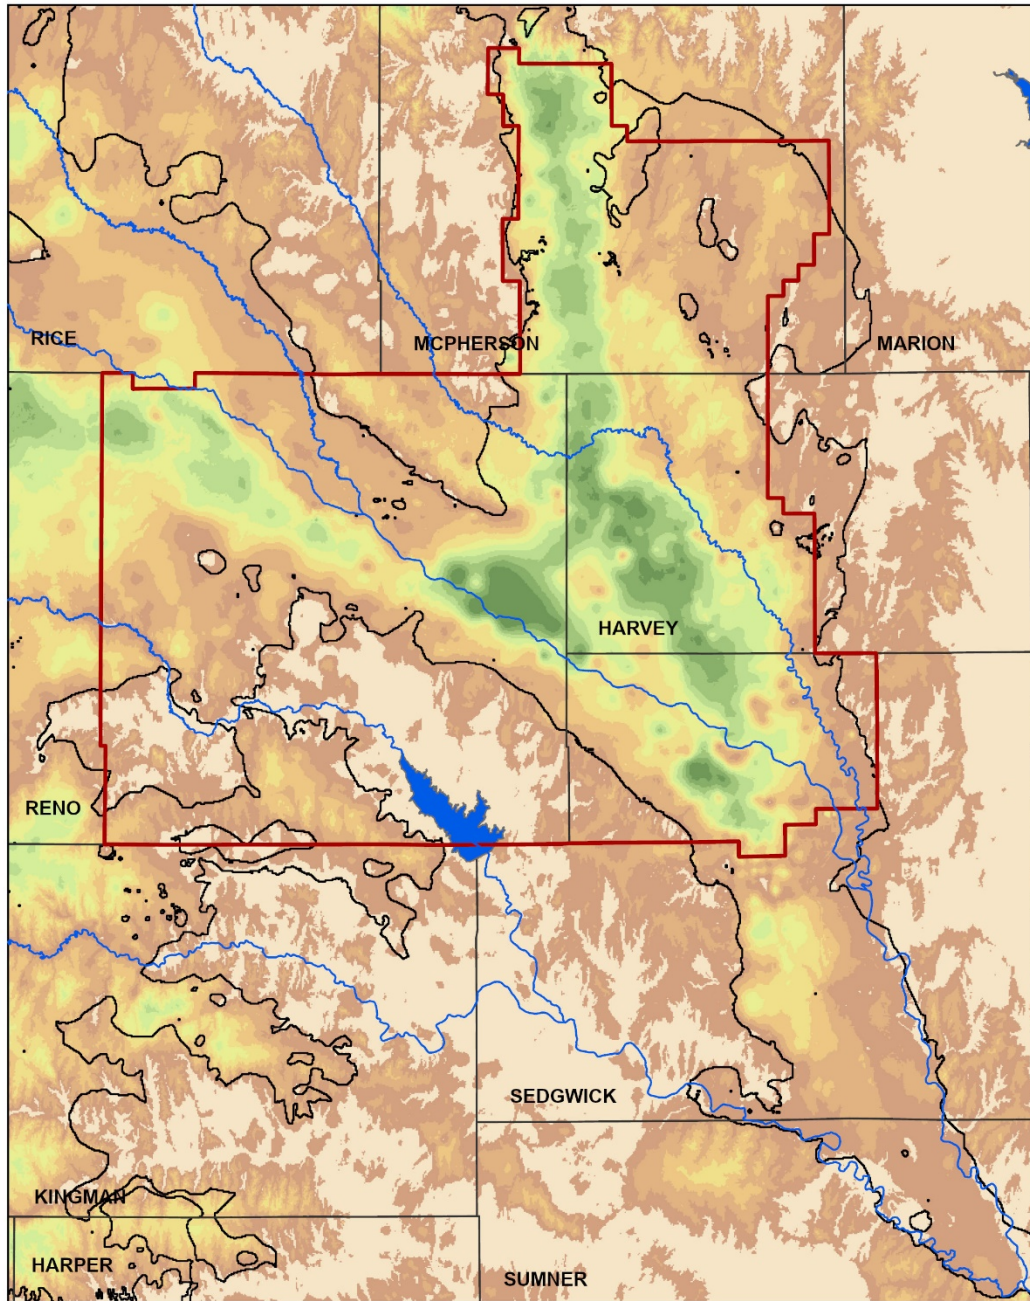 RICE
MCPHERSON
MARION
HARVEY
RENO
SEDGWICK
KINGMAN
HARPER
SUMNER